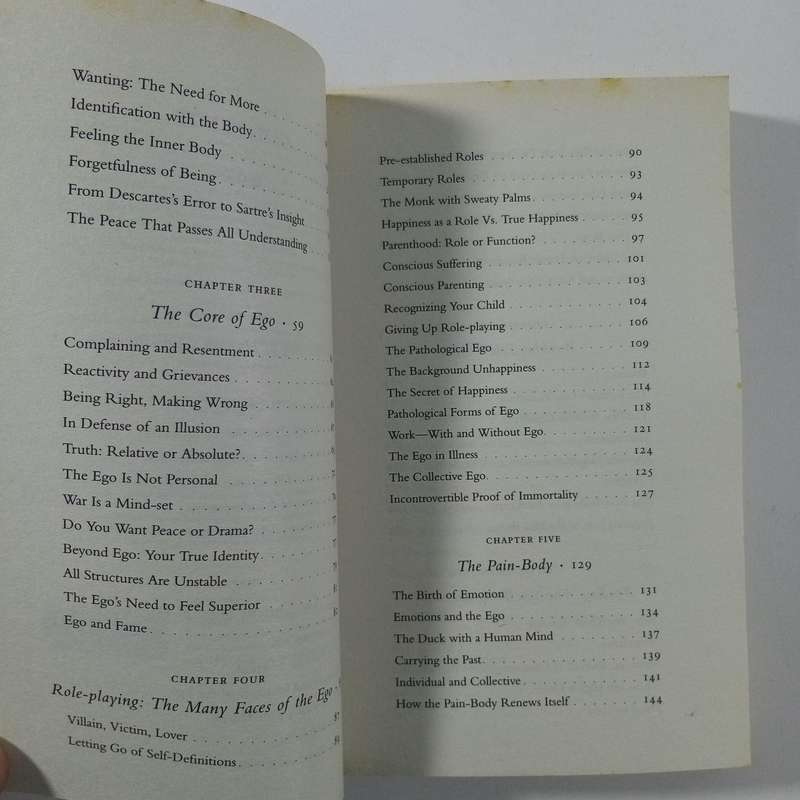 Wanting: The Need for More
Identification with the Body
Feeling the Inner Body
Forgetfulness of Being
From Descartes's Error to Sartre's Insight
The Peace That Passes All Understanding
CHAPTER THREE
The Core of Ego · 59
Complaining and Resentment
Reactivity and Grievances
Being Right, Making Wrong
In Defense of an Illusion
Truth: Relative or Absolute?
The Ego Is Not Personal
War Is a Mind-set
Do You Want Peace or Drama?
Beyond Ego: Your True Identity
All Structures Are Unstable
The Ego's Need to Feel Superior
Ego and Fame
CHAPTER FOUR
Role-playing: The Many Faces of the Ego
Villain, Victim, Lover
Letting Go of Self-Definitions
Pre-established Roles 90
Temporary Roles 93
The Monk with Sweaty Palms 94
Happiness as a Role Vs. True Happiness 95
Parenthood: Role or Function? 97
Conscious Suffering 101
Conscious Parenting 103
Recognizing Your Child 104
Giving Up Role-playing 106
The Pathological Ego 109
The Background Unhappiness 112
The Secret of Happiness 114
Pathological Forms of Ego 118
Work—With and Without Ego 121
The Ego in Illness 124
The Collective Ego 125
Incontrovertible Proof of Immortality 127
CHAPTER FIVE
The Pain-Body · 129
The Birth of Emotion 131
Emotions and the Ego 134
The Duck with a Human Mind 137
Carrying the Past 139
Individual and Collective 141
How the Pain-Body Renews Itself 144